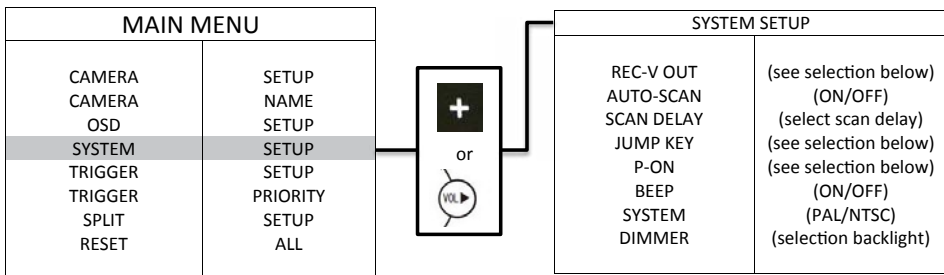 MAIN MENU
CAMERA SETUP
CAMERA NAME
OSD SETUP
SYSTEM SETUP
TRIGGER SETUP
TRIGGER PRIORITY
SPLIT SETUP
RESET ALL
+
or
VOL
SYSTEM SETUP
REC-V OUT (see selection below)
AUTO-SCAN (ON/OFF)
SCAN DELAY (select scan delay)
JUMP KEY (see selection below)
P-ON (see selection below)
BEEP (ON/OFF)
SYSTEM (PAL/NTSC)
DIMMER (selection backlight)